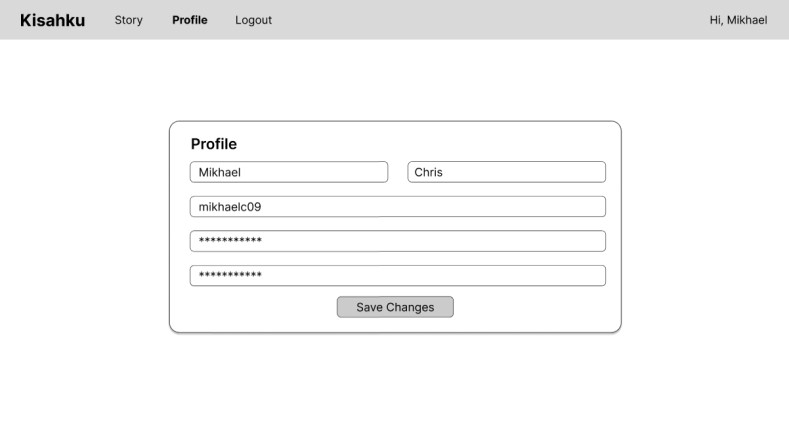 Kisahku Story Profile Logout Hi, Mikhael
Profile
Mikhael Chris
mikhaelc09
***********
***********
Save Changes